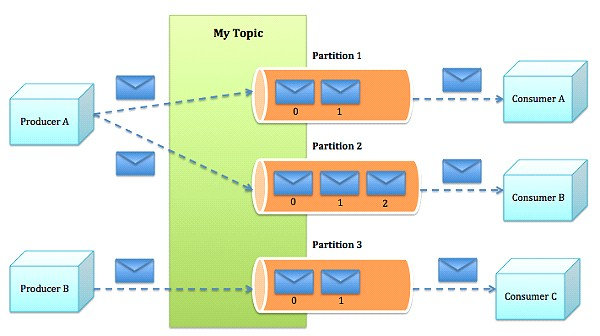 My Topic
Partition 1
0 1
Producer A
Consumer A
Partition 2
0 1 2
Consumer B
Partition 3
0 1
Producer B
Consumer C